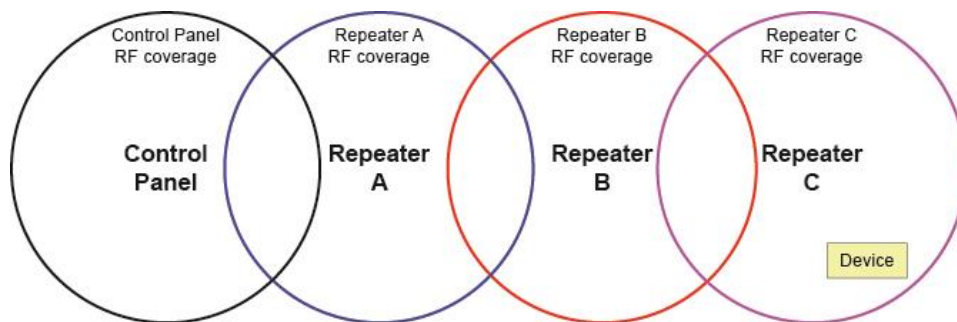 Control Panel
RF coverage
Repeater A
RF coverage
Repeater B
RF coverage
Repeater C
RF coverage
Control
Panel
Repeater
A
Repeater
B
Repeater
C
Device